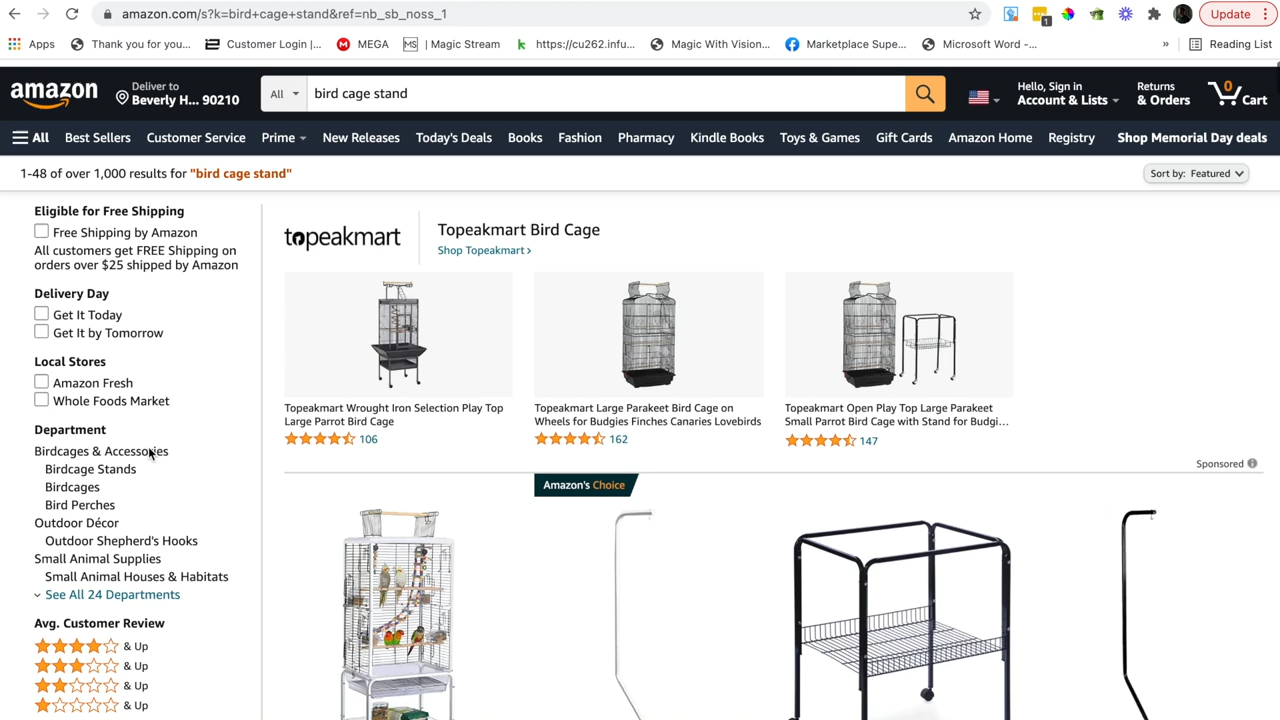 amazon.com/s?k=bird+cage+stand&ref=nb_sb_noss_1
1
Update
Apps
Thank you for you...
Customer Login |...
MEGA
MS | Magic Stream
https://cu262.infu...
Magic With Vision...
Marketplace Supe...
Microsoft Word -...
»
Reading List
amazon
Deliver to
Beverly H... 90210
All
bird cage stand
Hello, Sign in
Account & Lists
Returns
& Orders
0
Cart
All
Best Sellers
Customer Service
Prime
New Releases
Today's Deals
Books
Fashion
Pharmacy
Kindle Books
Toys & Games
Gift Cards
Amazon Home
Registry
Shop Memorial Day deals
1-48 of over 1,000 results for "bird cage stand"
Sort by: Featured
Eligible for Free Shipping
Free Shipping by Amazon
All customers get FREE Shipping on
orders over $25 shipped by Amazon
Delivery Day
Get It Today
Get It by Tomorrow
Local Stores
Amazon Fresh
Whole Foods Market
Department
Birdcages & Accessories
Birdcage Stands
Birdcages
Bird Perches
Outdoor Décor
Outdoor Shepherd's Hooks
Small Animal Supplies
Small Animal Houses & Habitats
See All 24 Departments
Avg. Customer Review
& Up
& Up
& Up
& Up
topeakmart
Topeakmart Bird Cage
Shop Topeakmart ›
Topeakmart Wrought Iron Selection Play Top
Large Parrot Bird Cage
106
Topeakmart Large Parakeet Bird Cage on
Wheels for Budgies Finches Canaries Lovebirds
162
Topeakmart Open Play Top Large Parakeet
Small Parrot Bird Cage with Stand for Budgi...
147
Sponsored
Amazon's Choice